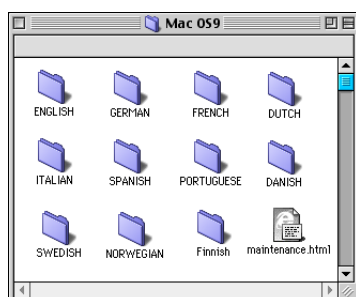 Mac OS9
ENGLISH GERMAN FRENCH DUTCH
ITALIAN SPANISH PORTUGUESE DANISH
SWEDISH NORWEGIAN Finnish maintenance.html